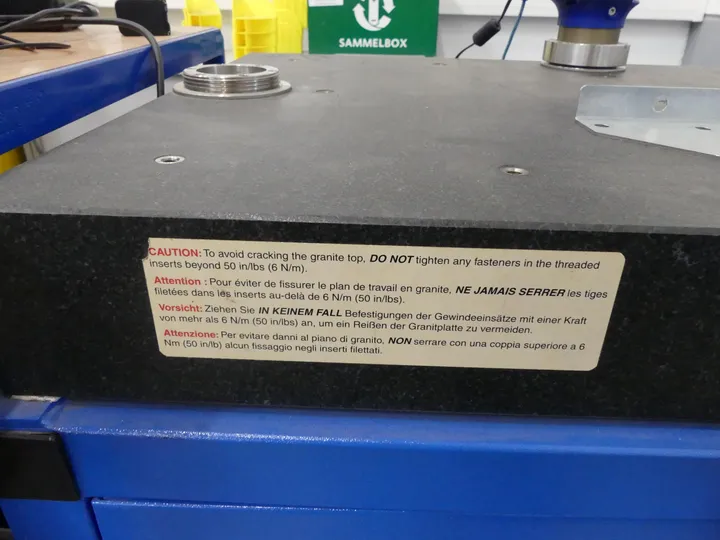 SAMMELBOX
CAUTION: To avoid cracking the granite top, DO NOT tighten any fasteners in the threaded
inserts beyond 50 in/lbs (6 N/m).
Attention : Pour éviter de fissurer le plan de travail en granite, NE JAMAIS SERRER les tiges
filetées dans les inserts au-delà de 6 N/m (50 in/lbs).
Vorsicht: Ziehen Sie IN KEINEM FALL Befestigungen der Gewindeeinsätze mit einer Kraft
von mehr als 6 N/m (50 in/lbs) an, um ein Reißen der Granitplatte zu vermeiden.
Attenzione: Per evitare danni al piano di granito, NON serrare con una coppia superiore a 6
Nm (50 in/lb) alcun fissaggio negli inserti filettati.